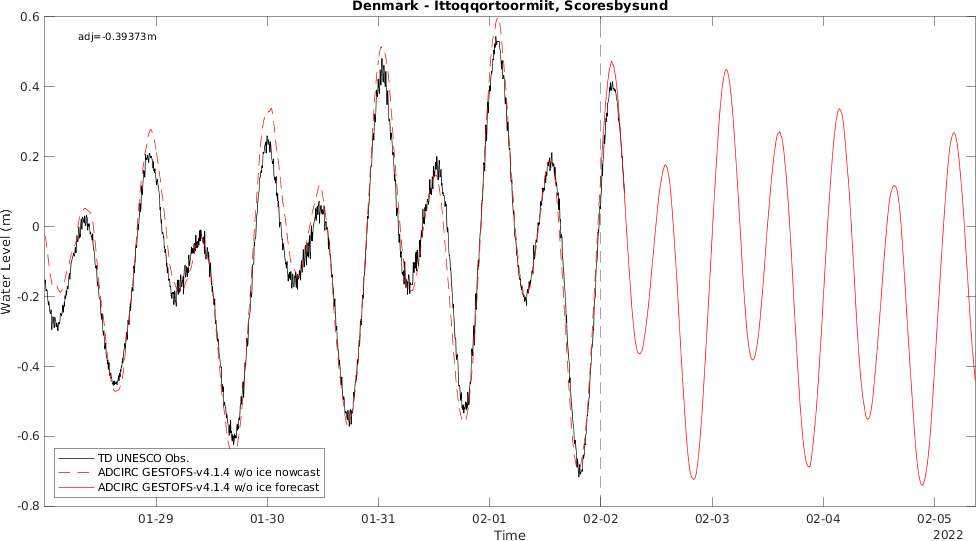 Denmark - Ittoqqortoormiit, Scoresbysund
adj=-0.39373m
0.6
0.4
0.2
0
-0.2
-0.4
-0.6
-0.8
Water Level (m)
TD UNESCO Obs.
ADCIRC GESTOFS-v4.1.4 w/o ice nowcast
ADCIRC GESTOFS-v4.1.4 w/o ice forecast
01-29 01-30 01-31 02-01 02-02 02-03 02-04 02-05
Time
2022